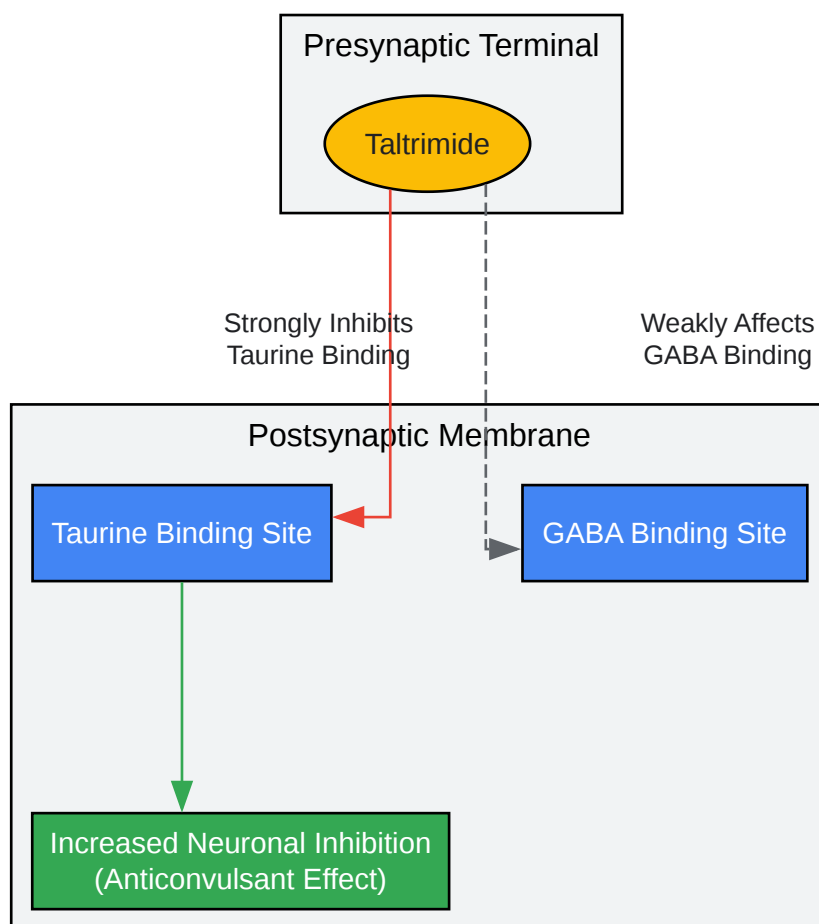 Presynaptic Terminal
Taltrimide
Strongly Inhibits
Taurine Binding
Weakly Affects
GABA Binding
Postsynaptic Membrane
Taurine Binding Site
GABA Binding Site
Increased Neuronal Inhibition
(Anticonvulsant Effect)